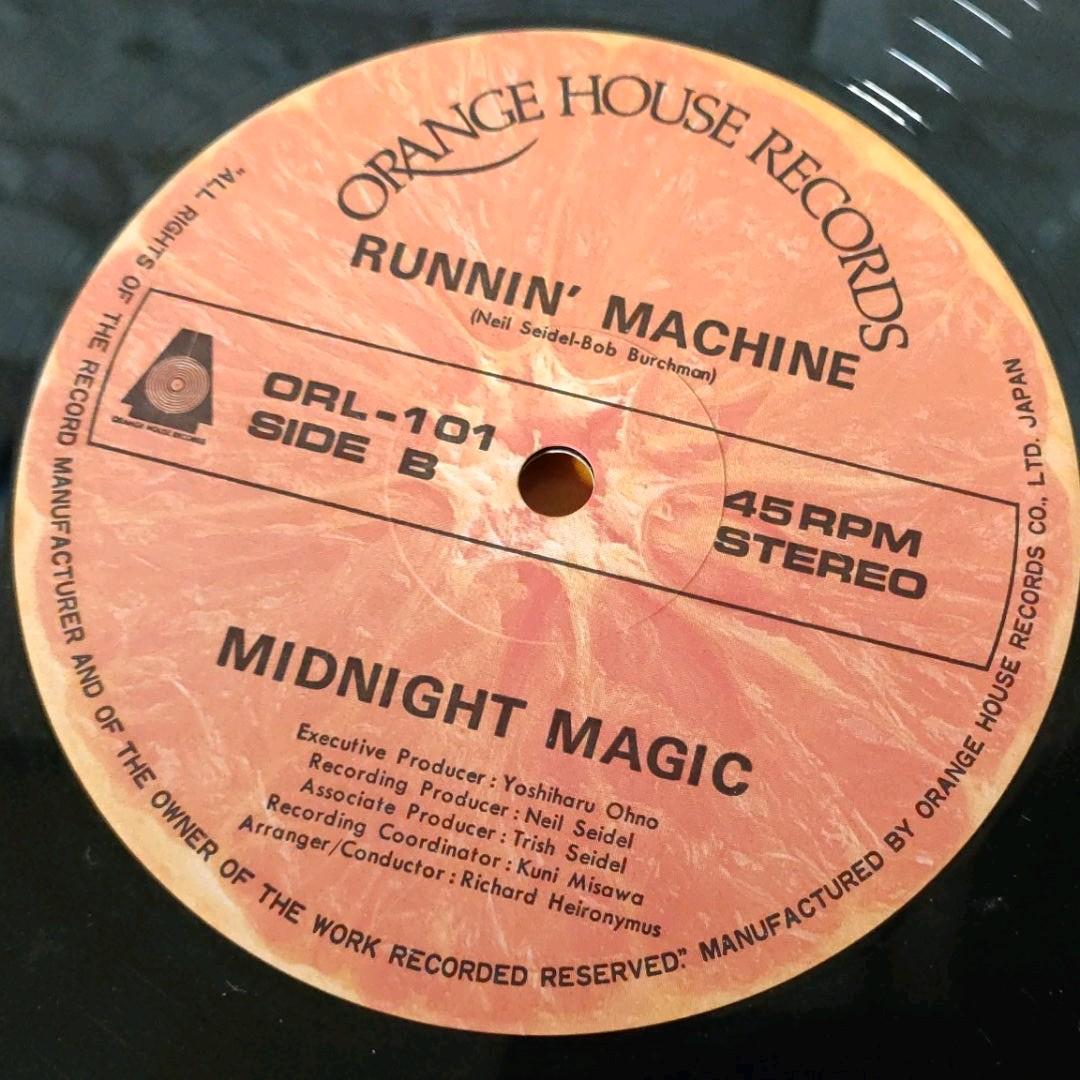 ORANGE HOUSE RECORDS
RUNNIN' MACHINE
(Neil Seidel-Bob Burchman)
ORANGE HOUSE RECORDS
ORL-101
SIDE B
45 RPM
STEREO
MIDNIGHT MAGIC
Executive Producer : Yoshiharu Ohno
Recording Producer : Neil Seidel
Associate Producer : Trish Seidel
Recording Coordinator : Kuni Misawa
Arranger/Conductor : Richard Heironymus
"ALL RIGHTS OF THE RECORD MANUFACTURER AND OF THE OWNER OF THE WORK RECORDED RESERVED." MANUFACTURED BY ORANGE HOUSE RECORDS CO., LTD. JAPAN